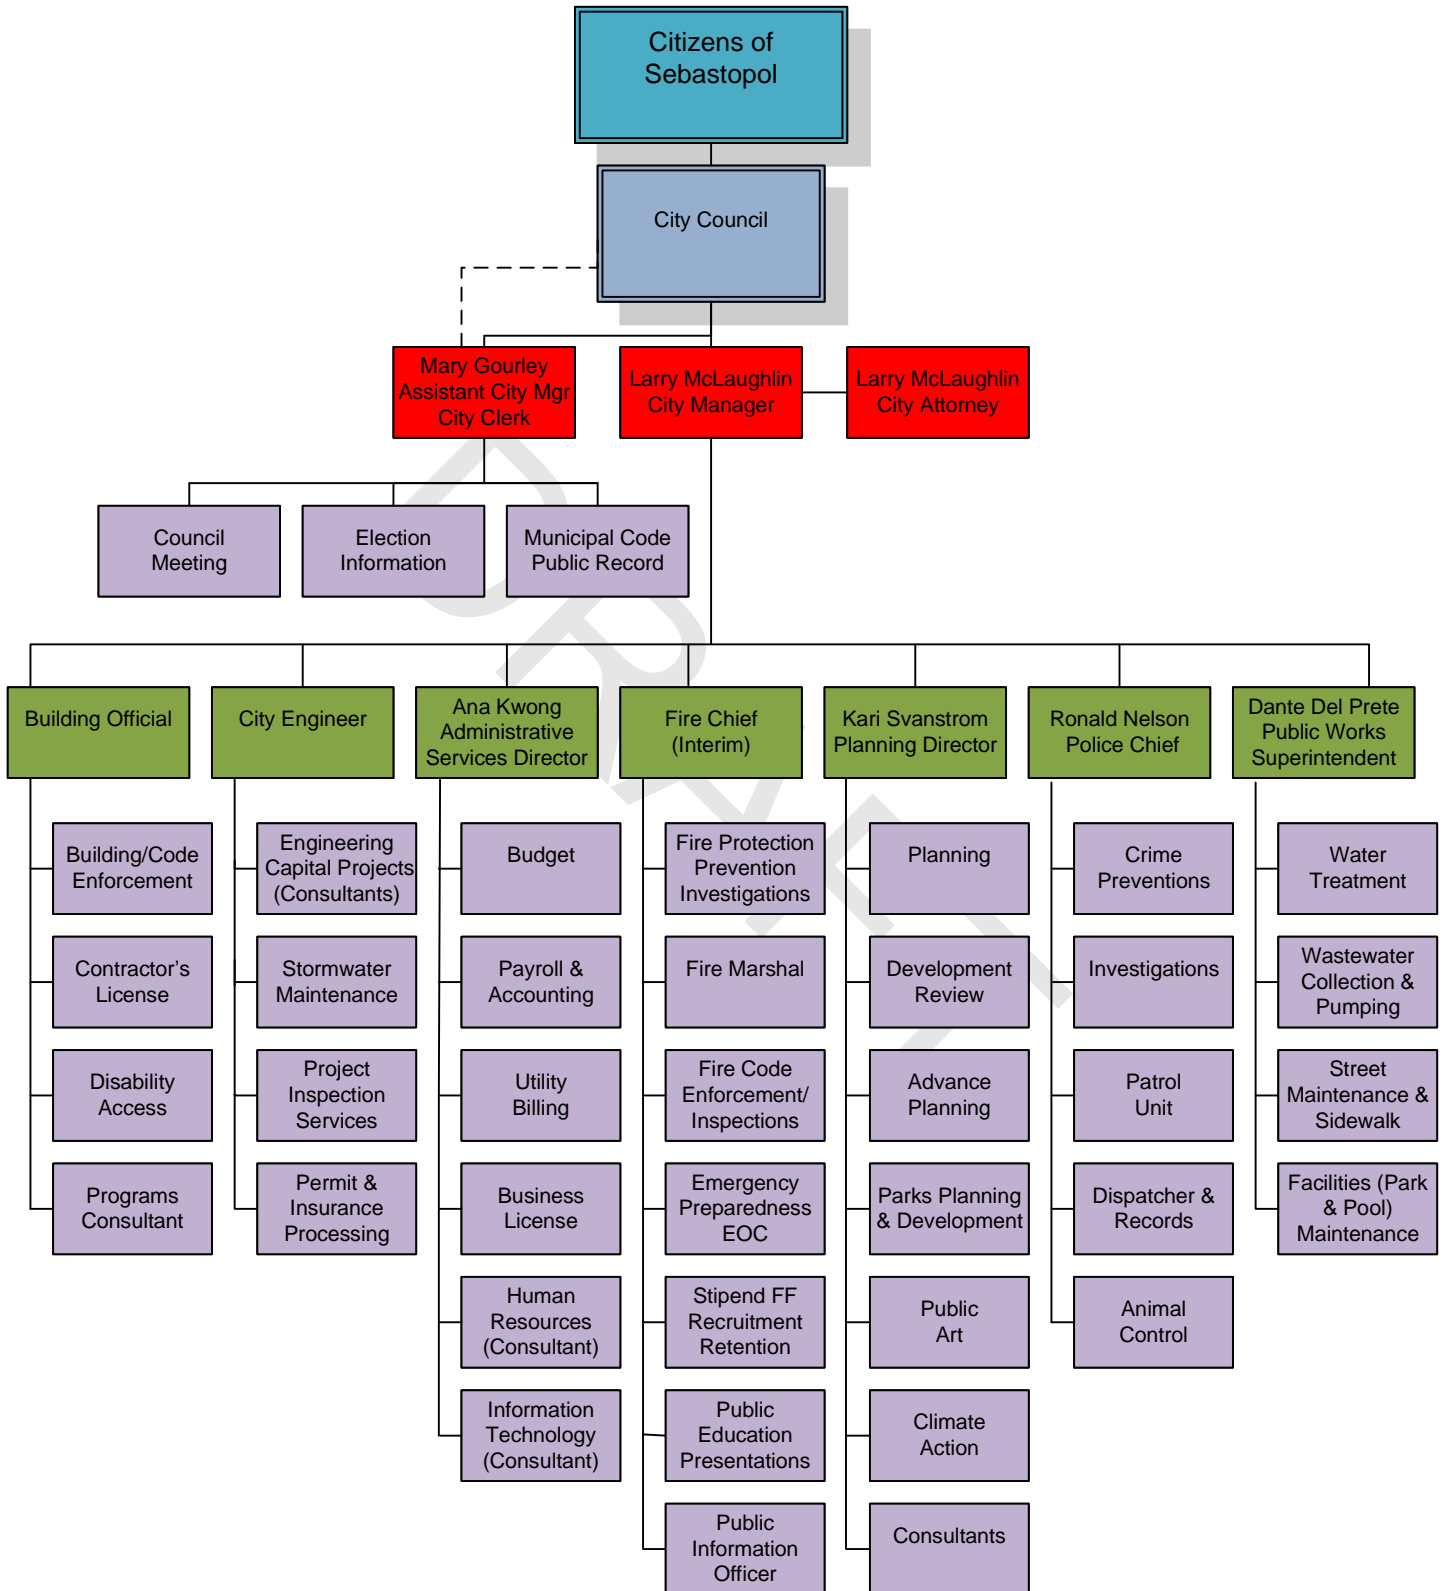 Citizens of
Sebastopol
City Council
Mary Gourley
Assistant City Mgr
City Clerk
Larry McLaughlin
City Manager
Larry McLaughlin
City Attorney
Council
Meeting
Election
Information
Municipal Code
Public Record
DRAFT
Building Official
City Engineer
Ana Kwong
Administrative
Services Director
Fire Chief
(Interim)
Kari Svanstrom
Planning Director
Ronald Nelson
Police Chief
Dante Del Prete
Public Works
Superintendent
Building/Code
Enforcement
Contractor's
License
Disability
Access
Programs
Consultant
Engineering
Capital Projects
(Consultants)
Stormwater
Maintenance
Project
Inspection
Services
Permit &
Insurance
Processing
Budget
Payroll &
Accounting
Utility
Billing
Business
License
Human
Resources
(Consultant)
Information
Technology
(Consultant)
Fire Protection
Prevention
Investigations
Fire Marshal
Fire Code
Enforcement/
Inspections
Emergency
Preparedness
EOC
Stipend FF
Recruitment
Retention
Public
Education
Presentations
Public
Information
Officer
Planning
Development
Review
Advance
Planning
Parks Planning
& Development
Public
Art
Climate
Action
Consultants
Crime
Preventions
Investigations
Patrol
Unit
Dispatcher &
Records
Animal
Control
Water
Treatment
Wastewater
Collection &
Pumping
Street
Maintenance &
Sidewalk
Facilities (Park
& Pool)
Maintenance